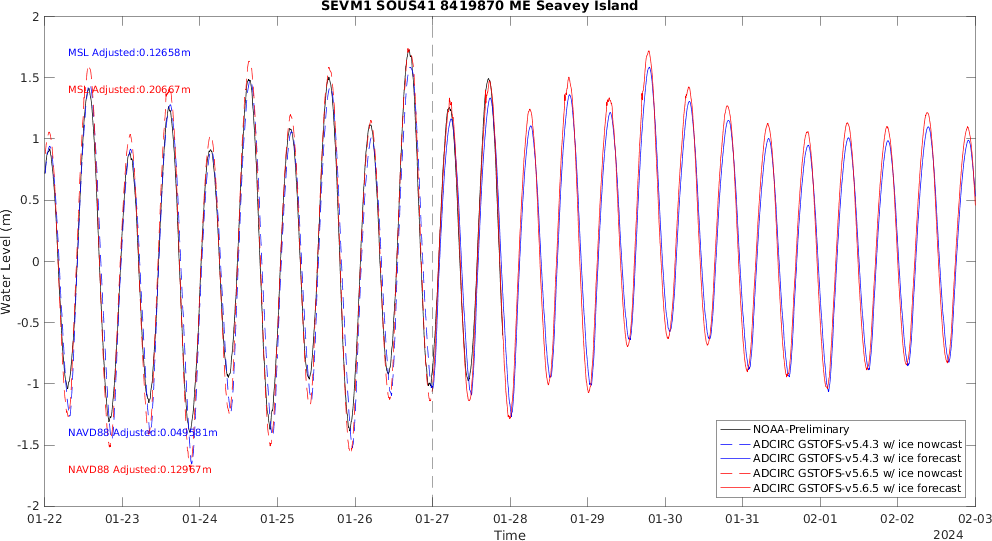 SEVM1 SOUS41 8419870 ME Seavey Island
2
1.5
1
0.5
0
-0.5
-1
-1.5
-2
Water Level (m)
MSL Adjusted:0.12658m
MSL Adjusted:0.20667m
NAVD88 Adjusted:0.049581m
NAVD88 Adjusted:0.12967m
NOAA-Preliminary
ADCIRC GSTOFS-v5.4.3 w/ ice nowcast
ADCIRC GSTOFS-v5.4.3 w/ ice forecast
ADCIRC GSTOFS-v5.6.5 w/ ice nowcast
ADCIRC GSTOFS-v5.6.5 w/ ice forecast
01-22 01-23 01-24 01-25 01-26 01-27 01-28 01-29 01-30 01-31 02-01 02-02 02-03
Time
2024